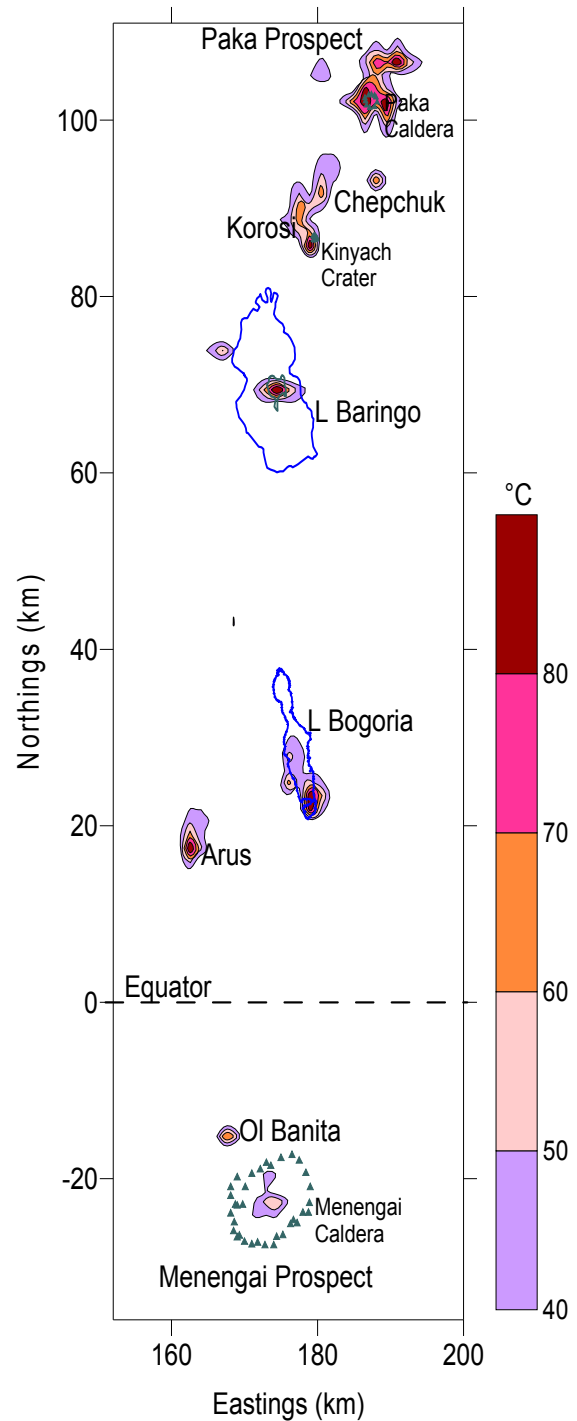 Paka Prospect
Paka
Caldera
100
Chepchuk
Korosi
Kinyach
Crater
80
L Baringo
60
°C
Northings (km)
40
80
L Bogoria
70
20
Arus
60
Equator
0
50
Ol Banita
-20
Menengai
Caldera
Menengai Prospect
40
160
180
200
Eastings (km)